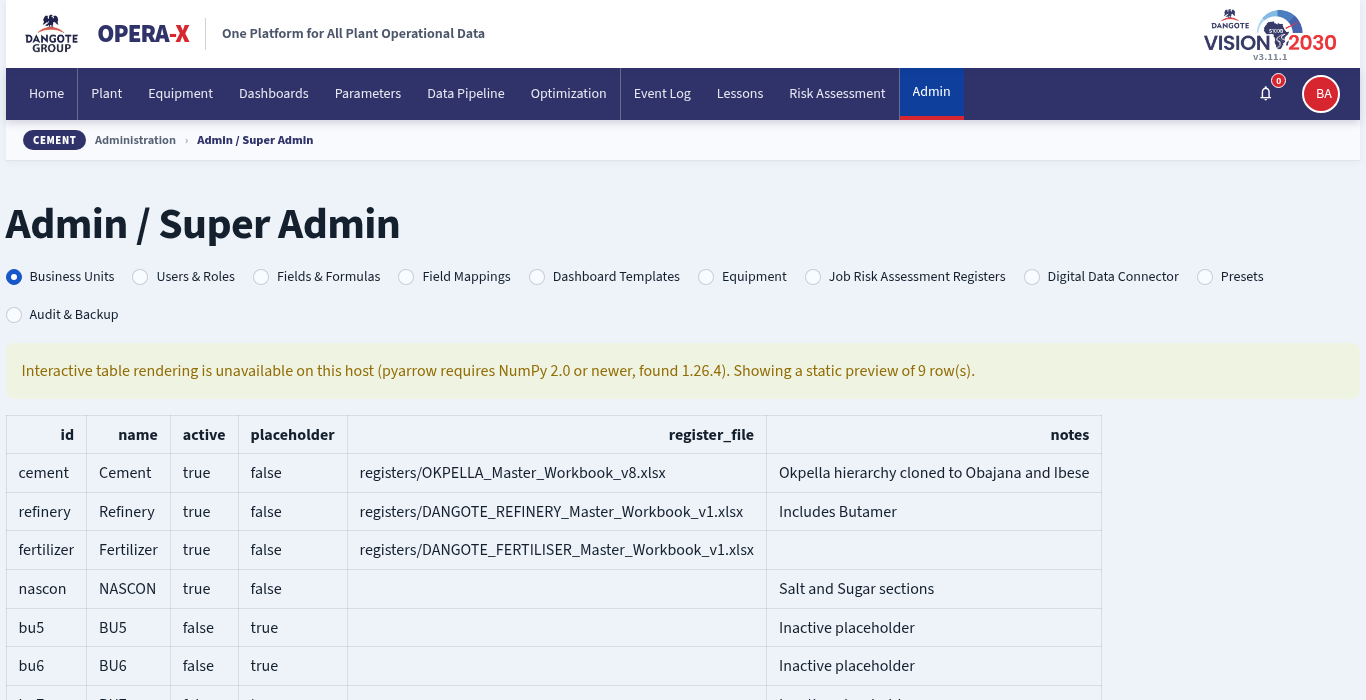 DANGOTE
GROUP
OPERA-X
One Platform for All Plant Operational Data
DANGOTE
$100B
VISION 2030
v3.11.1
Home Plant Equipment Dashboards Parameters Data Pipeline Optimization Event Log Lessons Risk Assessment Admin 0 BA
CEMENT Administration › Admin / Super Admin
Admin / Super Admin
Business Units Users & Roles Fields & Formulas Field Mappings Dashboard Templates Equipment Job Risk Assessment Registers Digital Data Connector Presets
Audit & Backup
Interactive table rendering is unavailable on this host (pyarrow requires NumPy 2.0 or newer, found 1.26.4). Showing a static preview of 9 row(s).
id name active placeholder register_file notes
cement Cement true false registers/OKPELLA_Master_Workbook_v8.xlsx Okpella hierarchy cloned to Obajana and Ibese
refinery Refinery true false registers/DANGOTE_REFINERY_Master_Workbook_v1.xlsx Includes Butamer
fertilizer Fertilizer true false registers/DANGOTE_FERTILISER_Master_Workbook_v1.xlsx
nascon NASCON true false Salt and Sugar sections
bu5 BU5 false true Inactive placeholder
bu6 BU6 false true Inactive placeholder